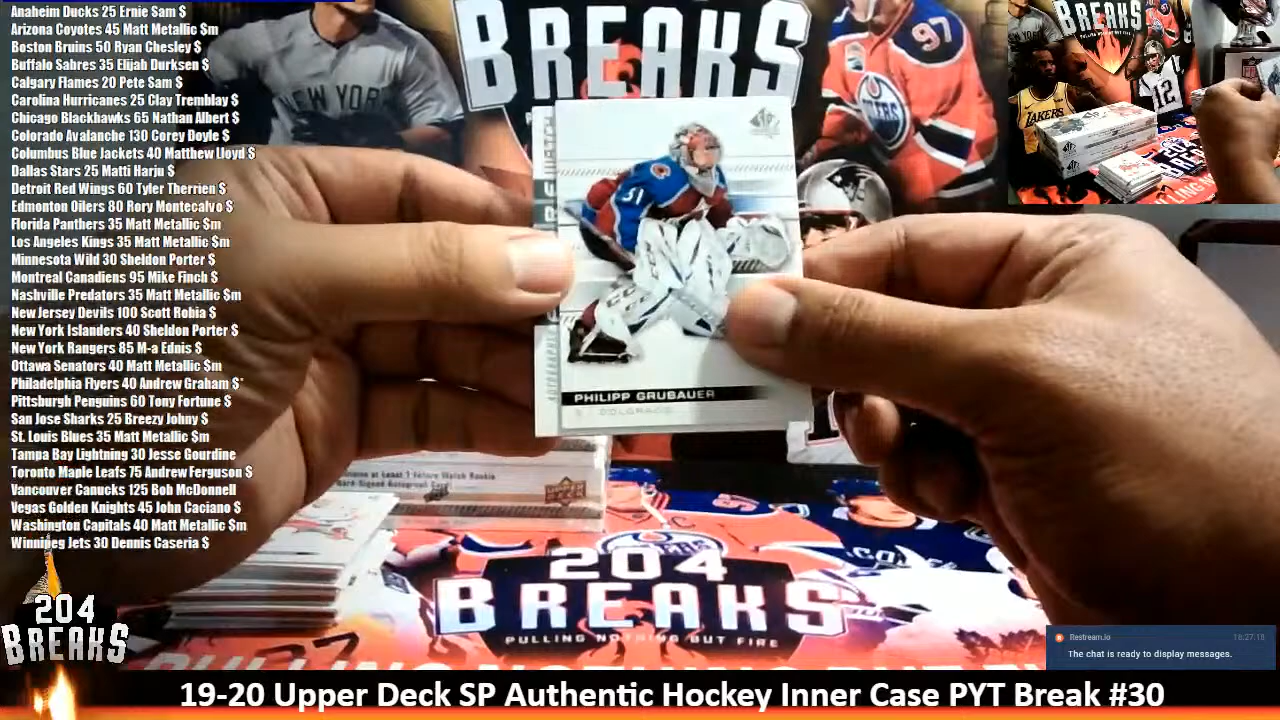 Anaheim Ducks 25 Ernie Sam $
Arizona Coyotes 45 Matt Metallic $m
Boston Bruins 50 Ryan Chesley $
Buffalo Sabres 35 Elijah Durksen $
Calgary Flames 20 Pete Sam $
Carolina Hurricanes 25 Clay Tremblay $
Chicago Blackhawks 65 Nathan Albert $
Colorado Avalanche 130 Corey Doyle $
Columbus Blue Jackets 40 Matthew Lloyd $
Dallas Stars 25 Matti Harju $
Detroit Red Wings 60 Tyler Therrien $
Edmonton Oilers 80 Rory Montecalvo $
Florida Panthers 35 Matt Metallic $m
Los Angeles Kings 35 Matt Metallic $m
Minnesota Wild 30 Sheldon Porter $
Montreal Canadiens 95 Mike Finch $
Nashville Predators 35 Matt Metallic $m
New Jersey Devils 100 Scott Robia $
New York Islanders 40 Sheldon Porter $
New York Rangers 85 M-a Ednis $
Ottawa Senators 40 Matt Metallic $m
Philadelphia Flyers 40 Andrew Graham $*
Pittsburgh Penguins 60 Tony Fortune $
San Jose Sharks 25 Breezy Johny $
St. Louis Blues 35 Matt Metallic $m
Tampa Bay Lightning 30 Jesse Gourdine
Toronto Maple Leafs 75 Andrew Ferguson $
Vancouver Canucks 125 Bob McDonnell
Vegas Golden Knights 45 John Caciano $
Washington Capitals 40 Matt Metallic $m
Winnipeg Jets 30 Dennis Caseria $
204
BREAKS
NEW YORK
BREAKS
97
OILERS
31
PHILIPP GRUBAUER
COLORADO
UPPER DECK
97
204
BREAKS
PULLING NOTHING BUT FIRE
BREAKS
PULLING NOTHING BUT FIRE
LAKERS
12
Restream.io
16:27:18
The chat is ready to display messages.
19-20 Upper Deck SP Authentic Hockey Inner Case PYT Break #30